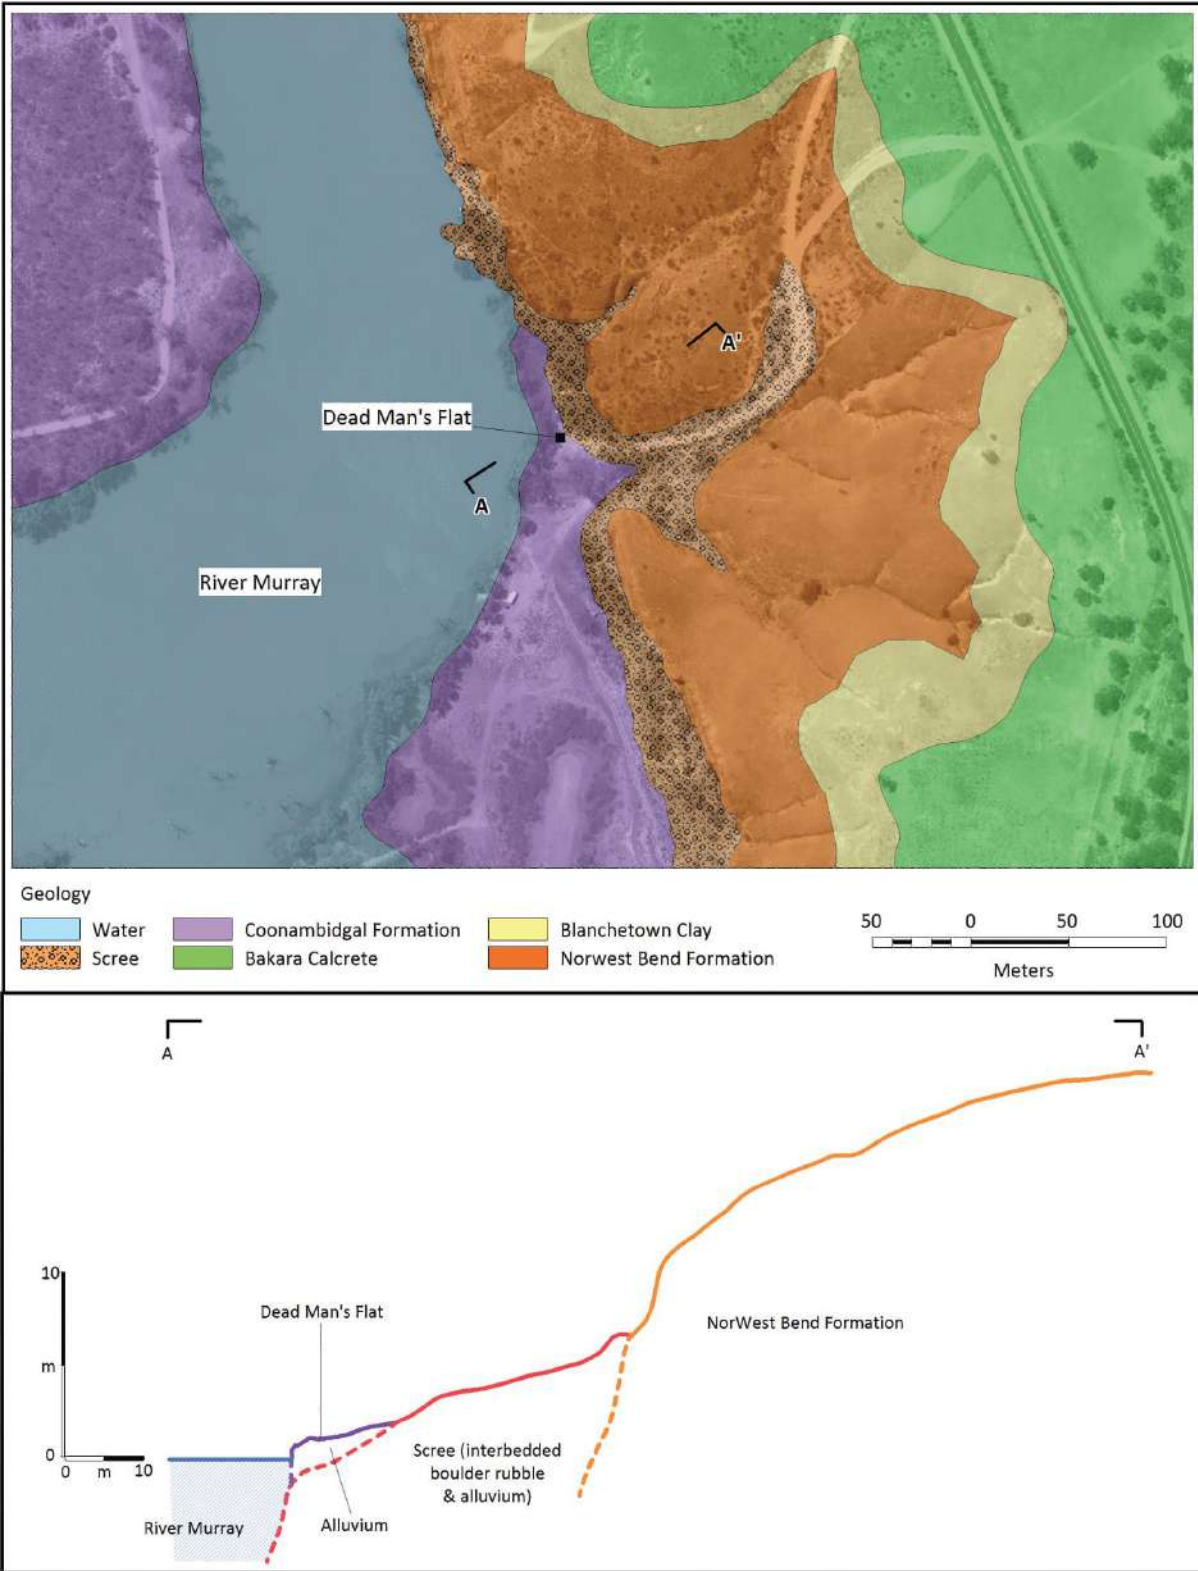 A'
Dead Man's Flat
A
River Murray
Geology
Water
Coonambidgal Formation
Blanchetown Clay
Scree
Bakara Calcrete
Norwest Bend Formation
50 0 50 100
Meters
A
A'
10
m
0
0 m 10
Dead Man's Flat
NorWest Bend Formation
Scree (interbedded
boulder rubble
& alluvium)
River Murray
Alluvium